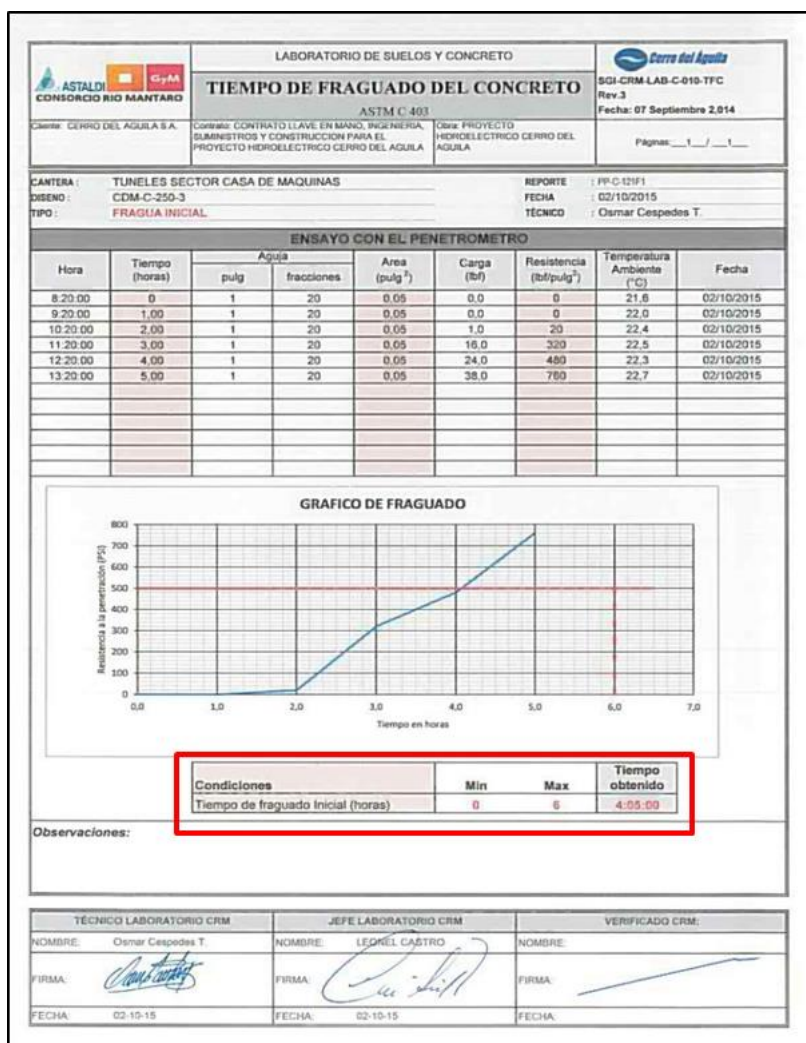 LABORATORIO DE SUELOS Y CONCRETO
ASTALDI GyM
CONSORCIO RIO MANTARO
TIEMPO DE FRAGUADO DEL CONCRETO
ASTM C 403
Cerro del Águila
SGI-CRM-LAB-C-010-TFC
Rev.3
Fecha: 07 Septiembre 2,014
Cliente: CERRO DEL AGUILA S.A.
Contrato: CONTRATO LLAVE EN MANO, INGENIERIA, SUMINISTROS Y CONSTRUCCION PARA EL PROYECTO HIDROELECTRICO CERRO DEL AGUILA
Obra: PROYECTO HIDROELECTRICO CERRO DEL AGUILA
Páginas:___1__/ ___1___
CANTERA : TUNELES SECTOR CASA DE MAQUINAS
REPORTE : PP-C-121F1
DISENO : CDM-C-250-3
FECHA : 02/10/2015
TIPO : FRAGUA INICIAL
TÉCNICO : Osmar Cespedes T.
ENSAYO CON EL PENETROMETRO
Hora Tiempo (horas) Aguja pulg fracciones Area (pulg²) Carga (lbf) Resistencia (lbf/pulg²) Temperatura Ambiente (°C) Fecha
8:20:00 0 1 20 0,05 0,0 0 21,6 02/10/2015
9:20:00 1,00 1 20 0,05 0,0 0 22,0 02/10/2015
10:20:00 2,00 1 20 0,05 1,0 20 22,4 02/10/2015
11:20:00 3,00 1 20 0,05 16,0 320 22,5 02/10/2015
12:20:00 4,00 1 20 0,05 24,0 480 22,3 02/10/2015
13:20:00 5,00 1 20 0,05 38,0 760 22,7 02/10/2015
GRAFICO DE FRAGUADO
Resistencia a la penetración (PSI)
800
700
600
500
400
300
200
100
0
0,0 1,0 2,0 3,0 4,0 5,0 6,0 7,0
Tiempo en horas
Condiciones Min Max Tiempo obtenido
Tiempo de fraguado Inicial (horas) 0 6 4:05:00
Observaciones:
TÉCNICO LABORATORIO CRM
JEFE LABORATORIO CRM
VERIFICADO CRM:
NOMBRE: Osmar Cespedes T.
NOMBRE: LEONEL CASTRO
NOMBRE:
FIRMA:
FIRMA:
FIRMA:
FECHA: 02-10-15
FECHA: 02-10-15
FECHA: